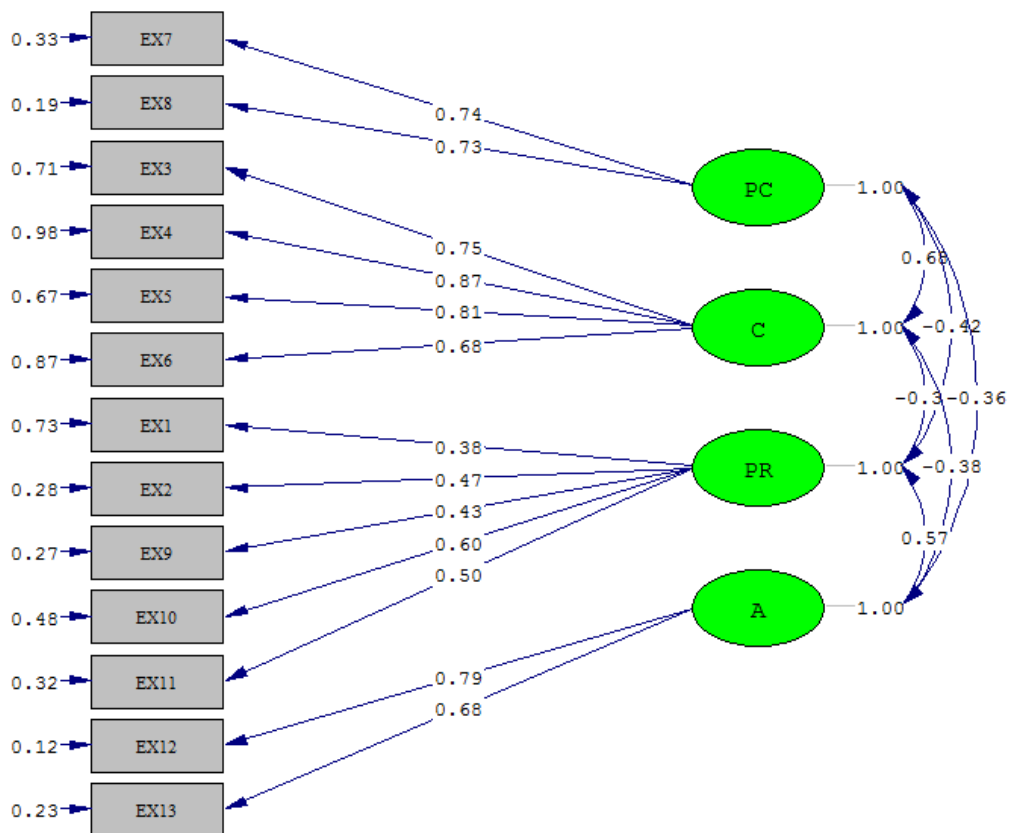 0.33 EX7
0.19 EX8
0.71 EX3
0.98 EX4
0.67 EX5
0.87 EX6
0.73 EX1
0.28 EX2
0.27 EX9
0.48 EX10
0.32 EX11
0.12 EX12
0.23 EX13
0.74
0.73
0.75
0.87
0.81
0.68
0.38
0.47
0.43
0.60
0.50
0.79
0.68
PC 1.00
C 1.00
PR 1.00
A 1.00
-0.42
-0.36
-0.38
0.57